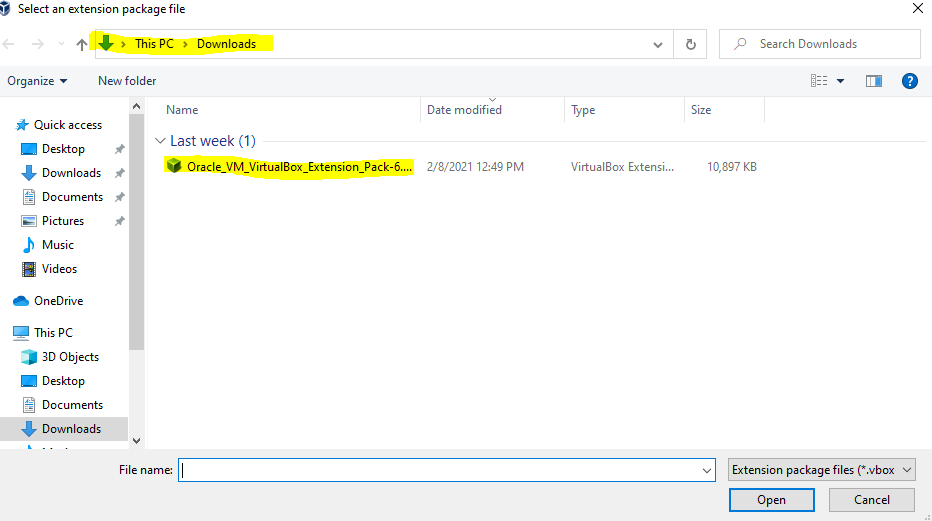 Select an extension package file
This PC > Downloads
Search Downloads
Organize
New folder
?
Name
Date modified
Type
Size
Quick access
Desktop
Downloads
Documents
Pictures
Music
Videos
OneDrive
This PC
3D Objects
Desktop
Documents
Downloads
Last week (1)
Oracle_VM_VirtualBox_Extension_Pack-6.... 2/8/2021 12:49 PM VirtualBox Extensi... 10,897 KB
File name:
Extension package files (*.vbox
Open
Cancel